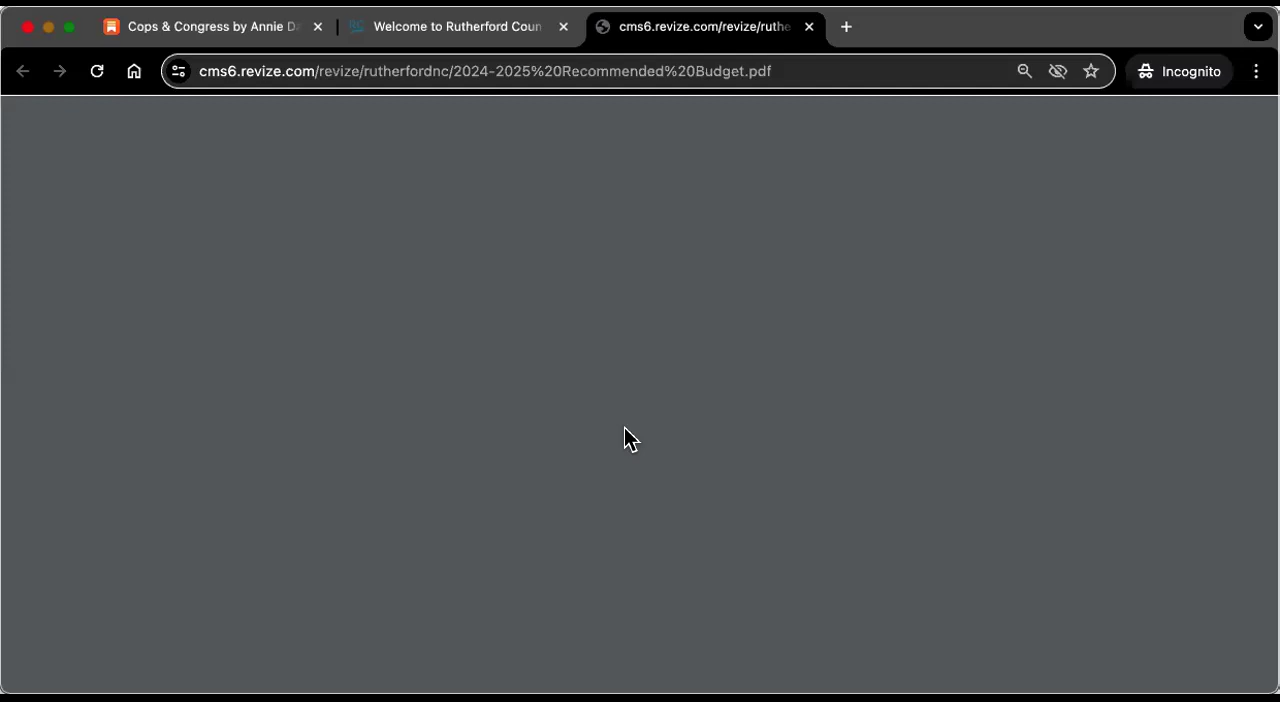 Cops & Congress by Annie D
Welcome to Rutherford Coun
cms6.revize.com/revize/ruthe
cms6.revize.com/revize/rutherfordnc/2024-2025%20Recommended%20Budget.pdf
Incognito